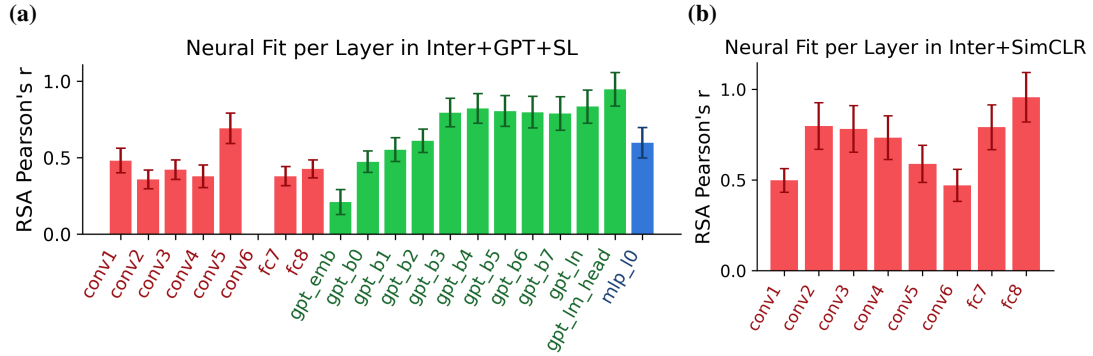 (a)
Neural Fit per Layer in Inter+GPT+SL
RSA Pearson's r
1.0
0.5
0.0
conv1
conv2
conv3
conv4
conv5
conv6
fc7
fc8
gpt_emb
gpt_b0
gpt_b1
gpt_b2
gpt_b3
gpt_b4
gpt_b5
gpt_b6
gpt_b7
gpt_ln
gpt_lm_head
mlp_l0
(b)
Neural Fit per Layer in Inter+SimCLR
RSA Pearson's r
1.0
0.5
0.0
conv1
conv2
conv3
conv4
conv5
conv6
fc7
fc8